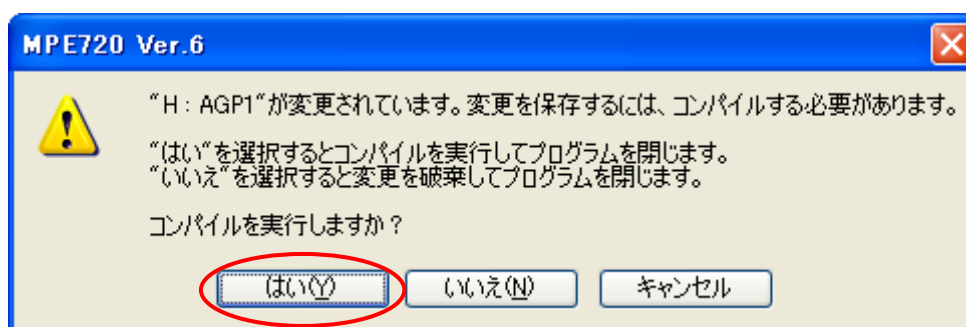 MPE720 Ver.6
“H : AGP1”が変更されています。変更を保存するには、コンパイルする必要があります。
“はい”を選択するとコンパイルを実行してプログラムを閉じます。
“いいえ”を選択すると変更を破棄してプログラムを閉じます。
コンパイルを実行しますか？
はい(Y) いいえ(N) キャンセル